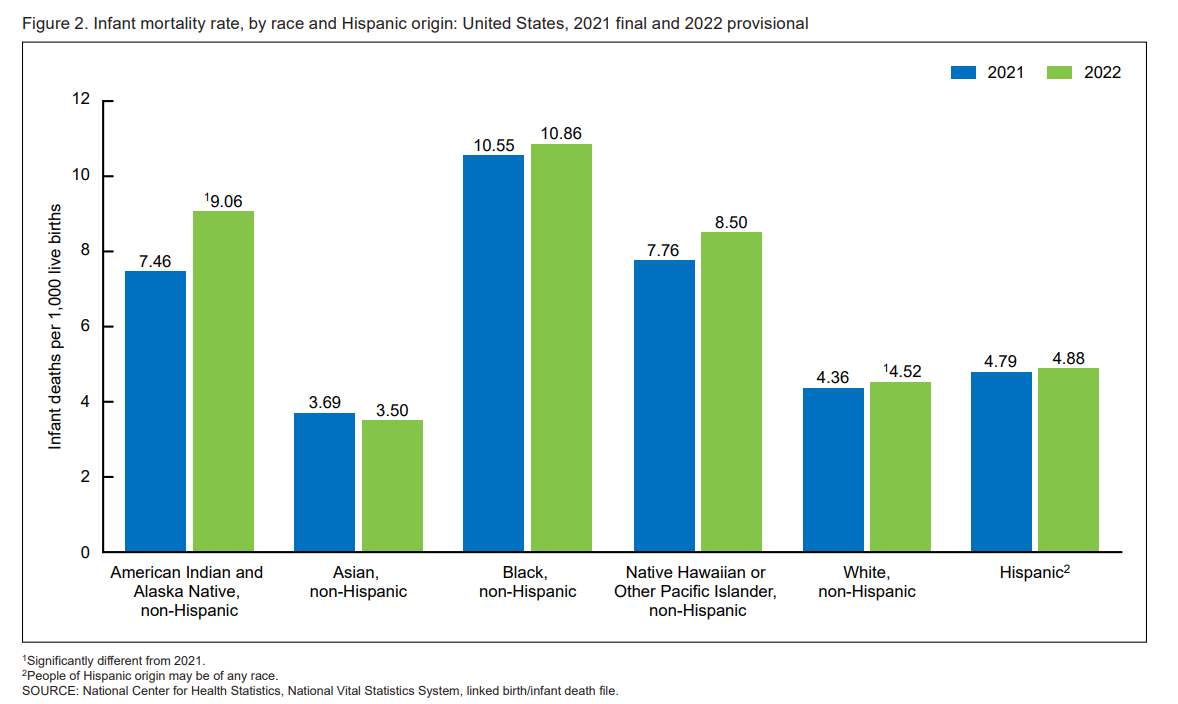 Figure 2. Infant mortality rate, by race and Hispanic origin: United States, 2021 final and 2022 provisional
2021 2022
Infant deaths per 1,000 live births
12
10
8
6
4
2
0
7.46 ¹9.06
3.69 3.50
10.55 10.86
7.76 8.50
4.36 ¹4.52
4.79 4.88
American Indian and
Alaska Native,
non-Hispanic
Asian,
non-Hispanic
Black,
non-Hispanic
Native Hawaiian or
Other Pacific Islander,
non-Hispanic
White,
non-Hispanic
Hispanic²
¹Significantly different from 2021.
²People of Hispanic origin may be of any race.
SOURCE: National Center for Health Statistics, National Vital Statistics System, linked birth/infant death file.